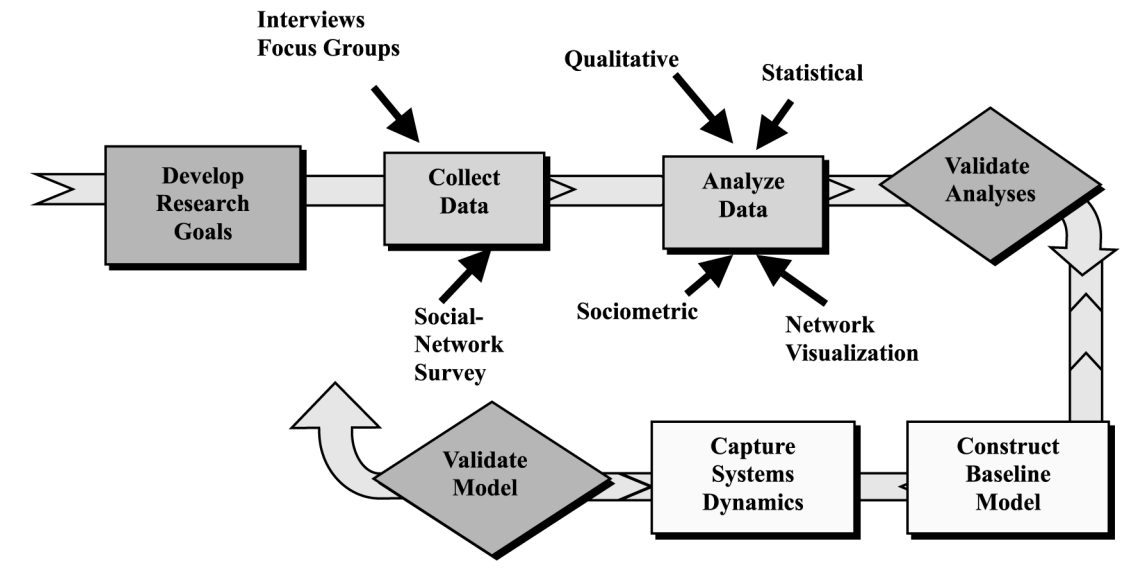 Interviews
Focus Groups
Qualitative
Statistical
Develop
Research
Goals
Collect
Data
Analyze
Data
Validate
Analyses
Social-
Network
Survey
Sociometric
Network
Visualization
Validate
Model
Capture
Systems
Dynamics
Construct
Baseline
Model